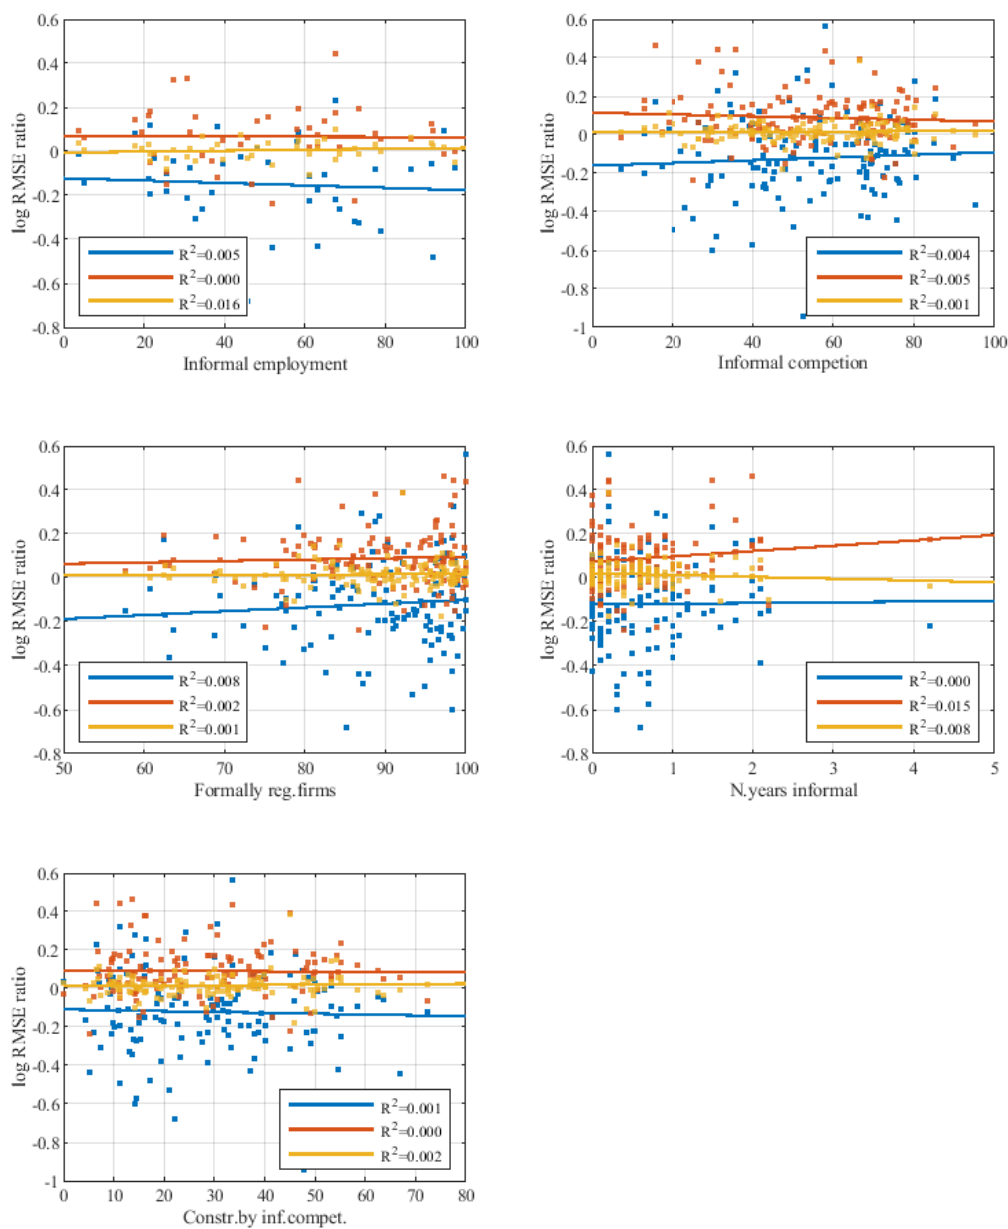 0.6
0.4
0.2
0
-0.2
-0.4
-0.6
-0.8
log RMSE ratio
R²=0.005
R²=0.000
R²=0.016
0 20 40 60 80 100
Informal employment
0.6
0.4
0.2
0
-0.2
-0.4
-0.6
-0.8
-1
log RMSE ratio
R²=0.004
R²=0.005
R²=0.001
0 20 40 60 80 100
Informal competion
0.6
0.4
0.2
0
-0.2
-0.4
-0.6
-0.8
log RMSE ratio
R²=0.008
R²=0.002
R²=0.001
50 60 70 80 90 100
Formally reg.firms
0.6
0.4
0.2
0
-0.2
-0.4
-0.6
-0.8
log RMSE ratio
R²=0.000
R²=0.015
R²=0.008
0 1 2 3 4 5
N.years informal
0.6
0.4
0.2
0
-0.2
-0.4
-0.6
-0.8
-1
log RMSE ratio
R²=0.001
R²=0.000
R²=0.002
0 10 20 30 40 50 60 70 80
Constr.by inf.compet.